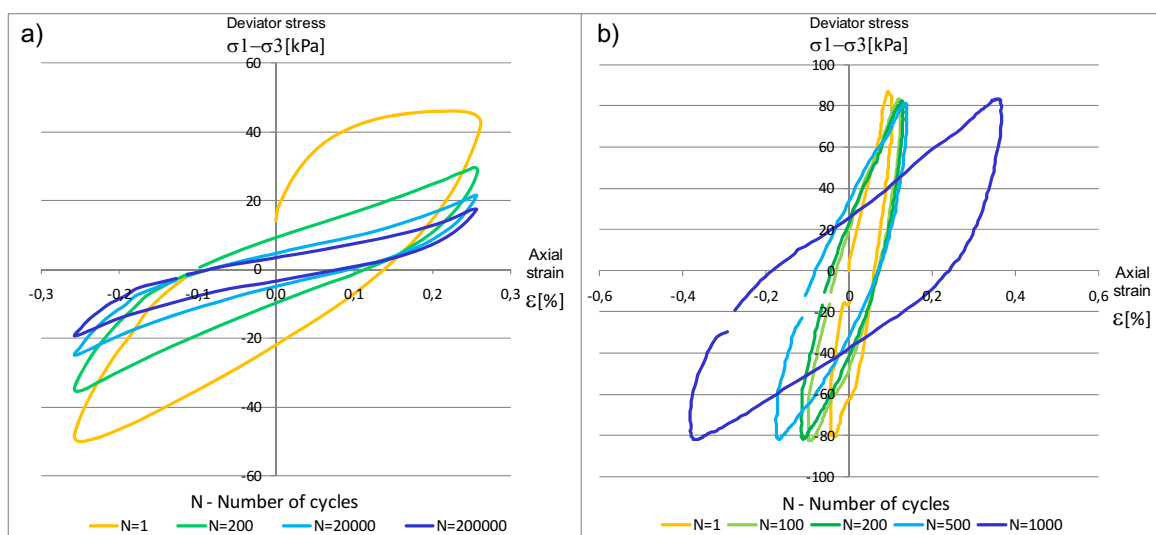 a)
Deviator stress
σ1−σ3[kPa]
60
40
20
0
-20
-40
-60
-0,3
-0,2
-0,1
0
0,1
0,2
0,3
Axial
strain
ε[%]
N - Number of cycles
N=1
N=200
N=20000
N=200000
b)
Deviator stress
σ1−σ3[kPa]
100
80
60
40
20
0
-20
-40
-60
-80
-100
-0,6
-0,4
-0,2
0
0,2
0,4
0,6
Axial
strain
ε[%]
N - Number of cycles
N=1
N=100
N=200
N=500
N=1000